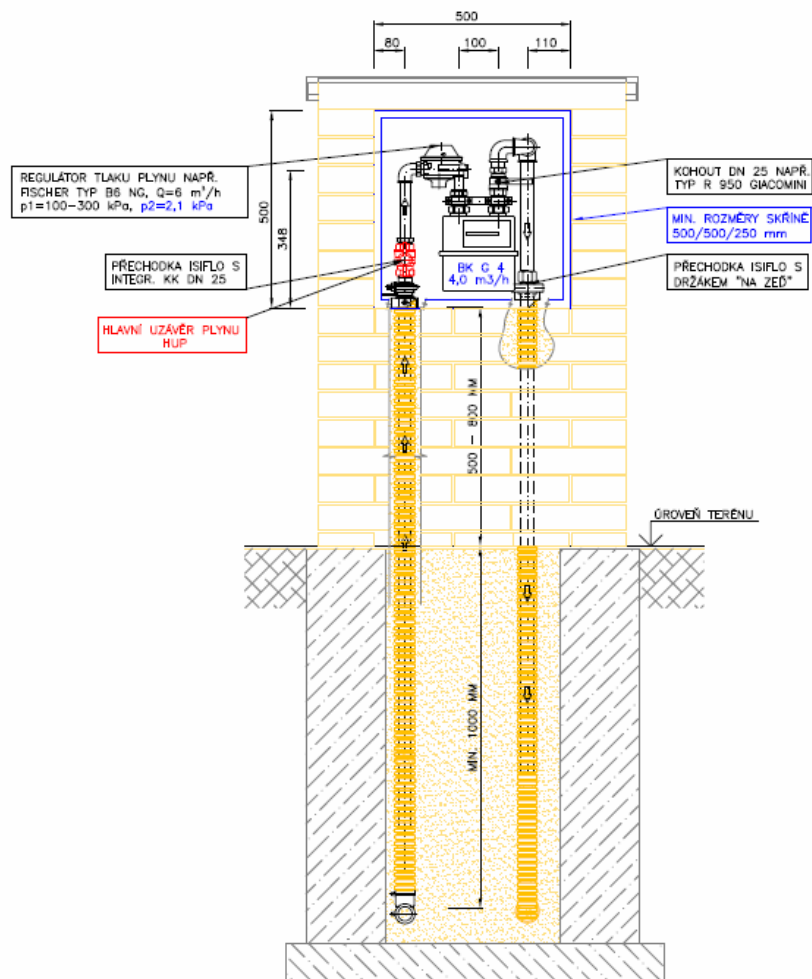 500
80
100
110
REGULÁTOR TLAKU PLYNU NAPŘ.
FISCHER TYP B6 NG, Q=6 m³/h
p1=100-300 kPa, p2=2,1 kPa
500
348
KOHOUT DN 25 NAPŘ.
TYP R 950 GIACOMINI
MIN. ROZMĚRY SKŘÍNĚ
500/500/250 mm
PŘECHODKA ISIFLO S
INTEGR. KK DN 25
BK G 4
4,0 m3/h
PŘECHODKA ISIFLO S
DRŽÁKEM "NA ZEĎ"
HLAVNÍ UZÁVĚR PLYNU
HUP
500 - 800 MM
ÚROVEŇ TERÉNU
MIN. 1000 MM